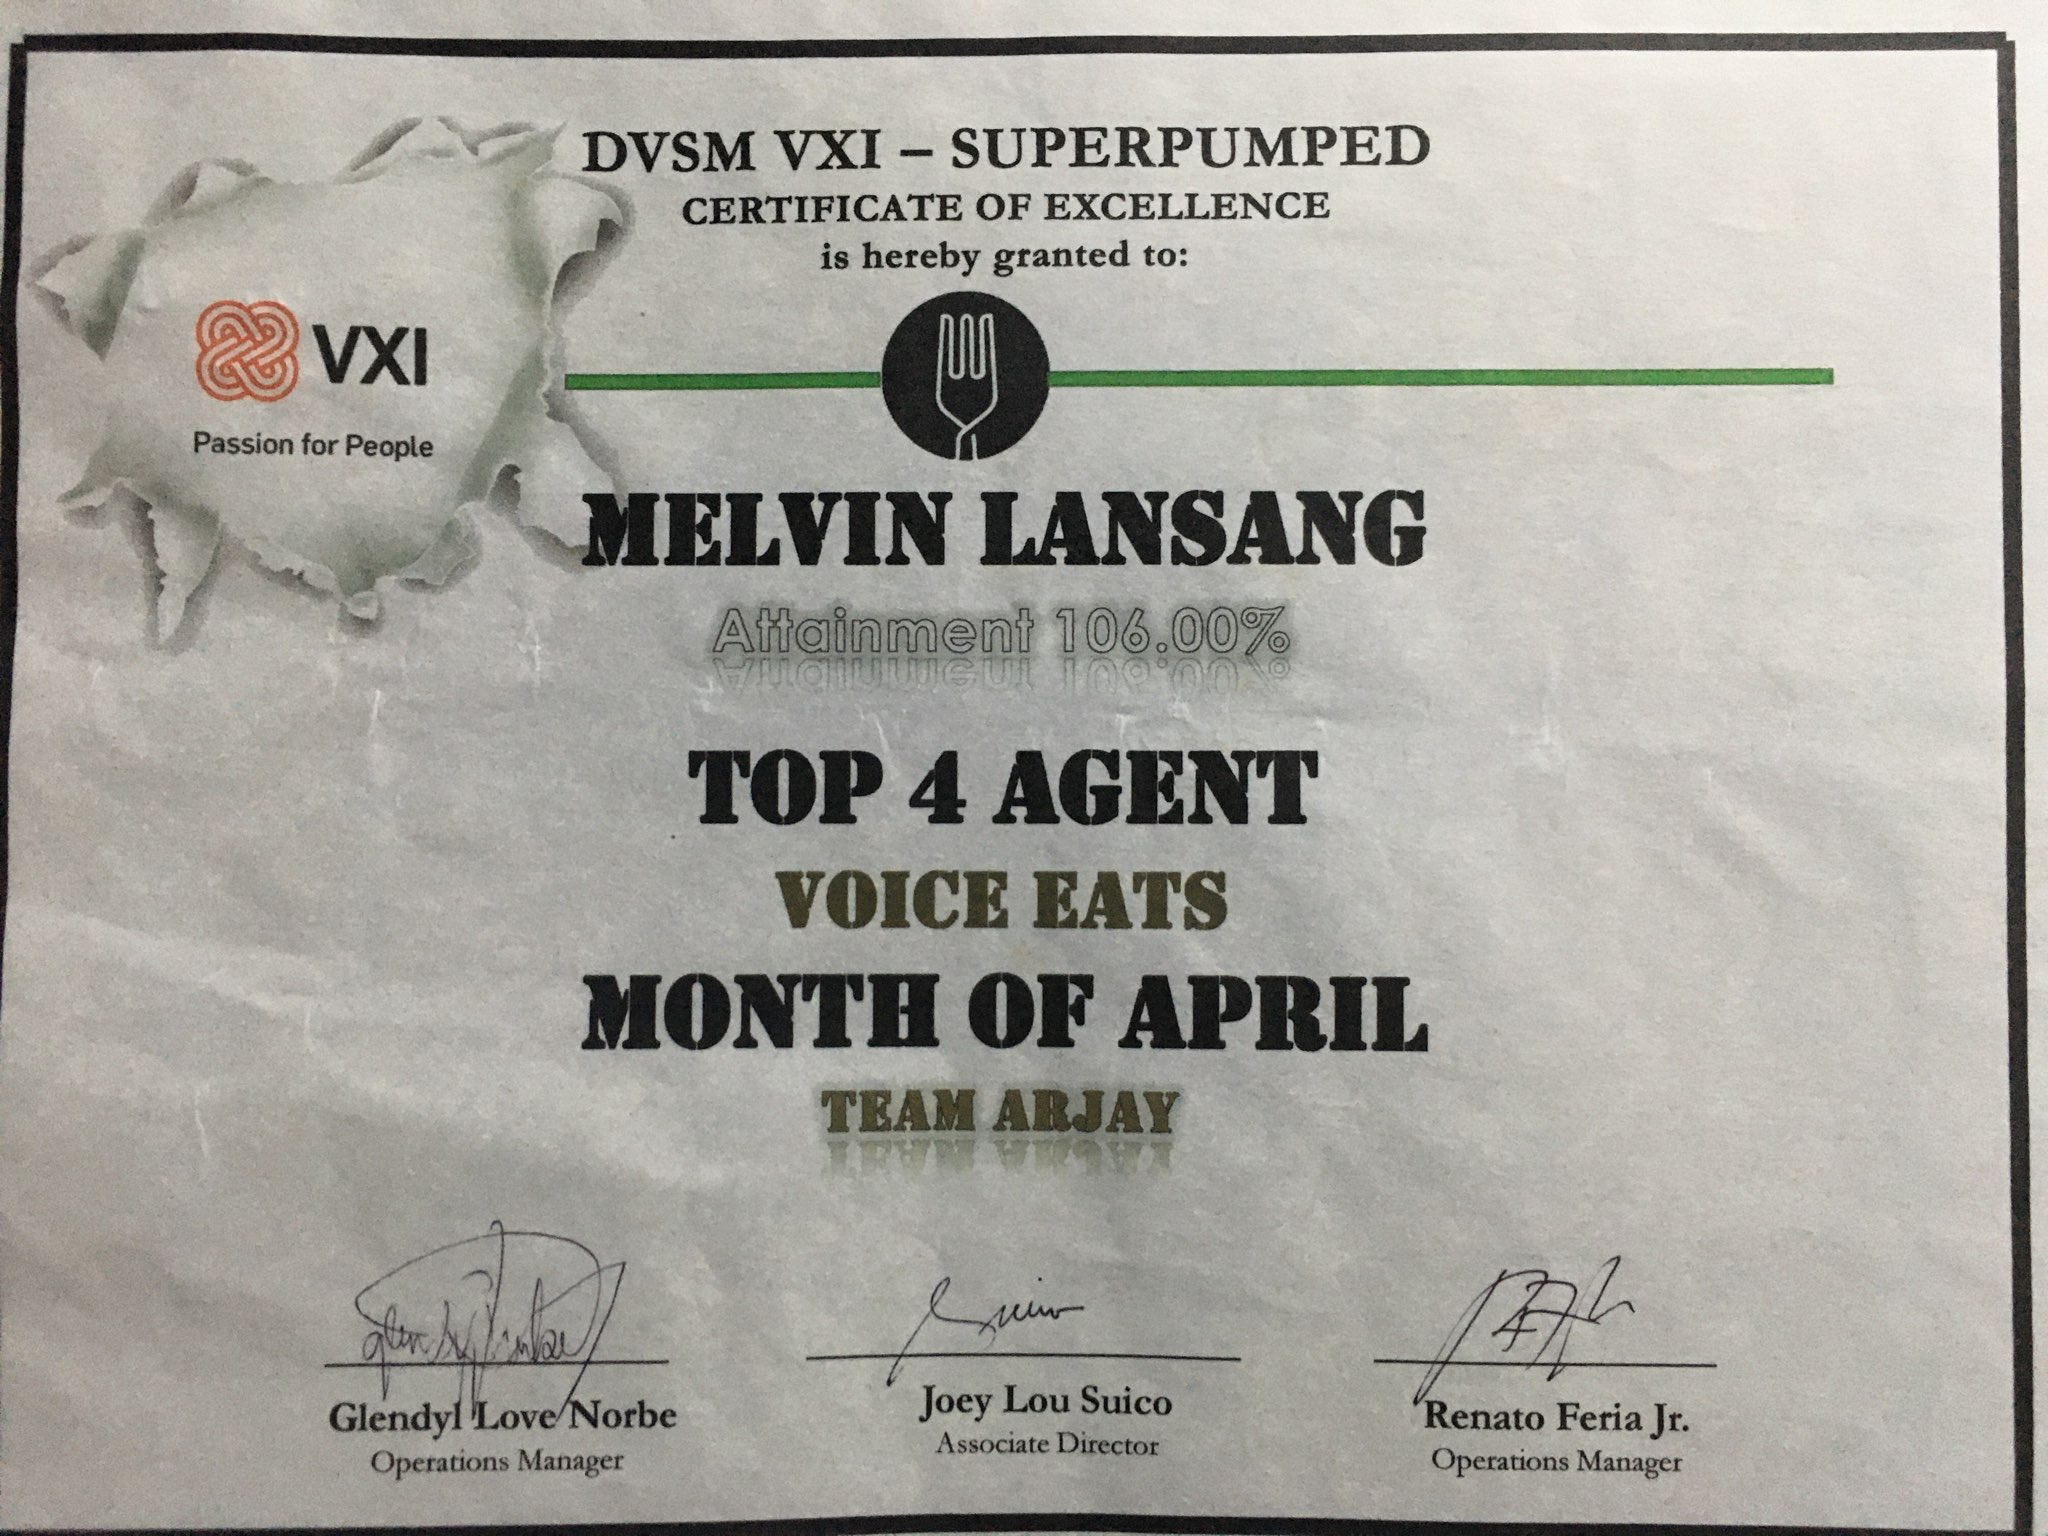 DVSM VXI – SUPERPUMPED
CERTIFICATE OF EXCELLENCE
is hereby granted to:
VXI
Passion for People
MELVIN LANSANG
Attainment 106.00%
TOP 4 AGENT
VOICE EATS
MONTH OF APRIL
TEAM ARJAY
Glendyl Love Norbe
Operations Manager
Joey Lou Suico
Associate Director
Renato Feria Jr.
Operations Manager